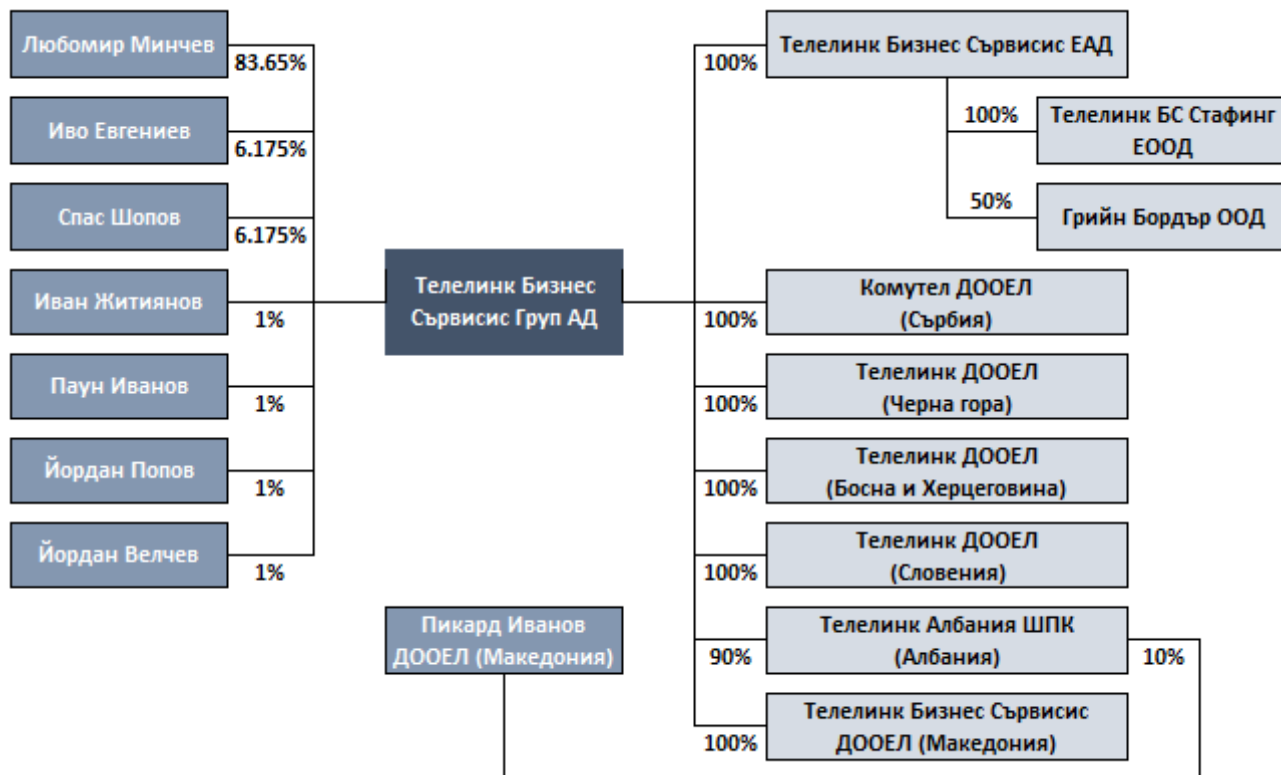 Любомир Минчев
83.65%
Иво Евгениев
6.175%
Спас Шопов
6.175%
Иван Житиянов
1%
Паун Иванов
1%
Йордан Попов
1%
Йордан Велчев
1%
Телелинк Бизнес
Сървисис Груп АД
Пикард Иванов
ДООЕЛ (Македония)
100%
Телелинк Бизнес Сървисис ЕАД
100%
Телелинк БС Стафинг
ЕООД
50%
Грийн Бордър ООД
Комутел ДООЕЛ
(Сърбия)
100%
Телелинк ДООЕЛ
(Черна гора)
100%
Телелинк ДООЕЛ
(Босна и Херцеговина)
100%
Телелинк ДООЕЛ
(Словения)
100%
Телелинк Албания ШПК
(Албания)
90%
10%
Телелинк Бизнес Сървисис
ДООЕЛ (Македония)
100%